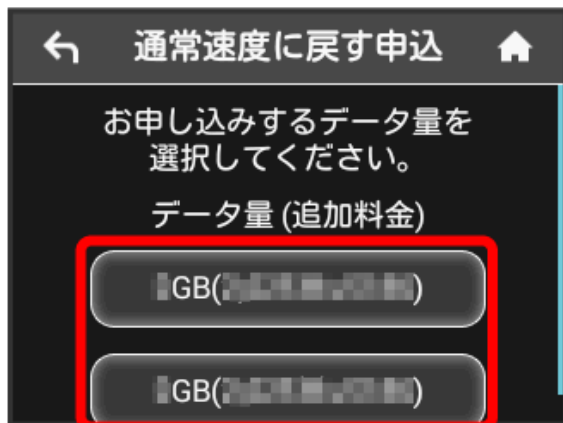 通常速度に戻す申込
お申し込みするデータ量を
選択してください。
データ量 (追加料金)
GB( )
GB( )